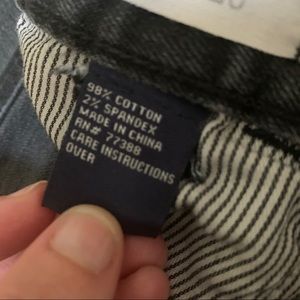 98% COTTON
2% SPANDEX
MADE IN CHINA
RN# 77388
CARE INSTRUCTIONS
OVER